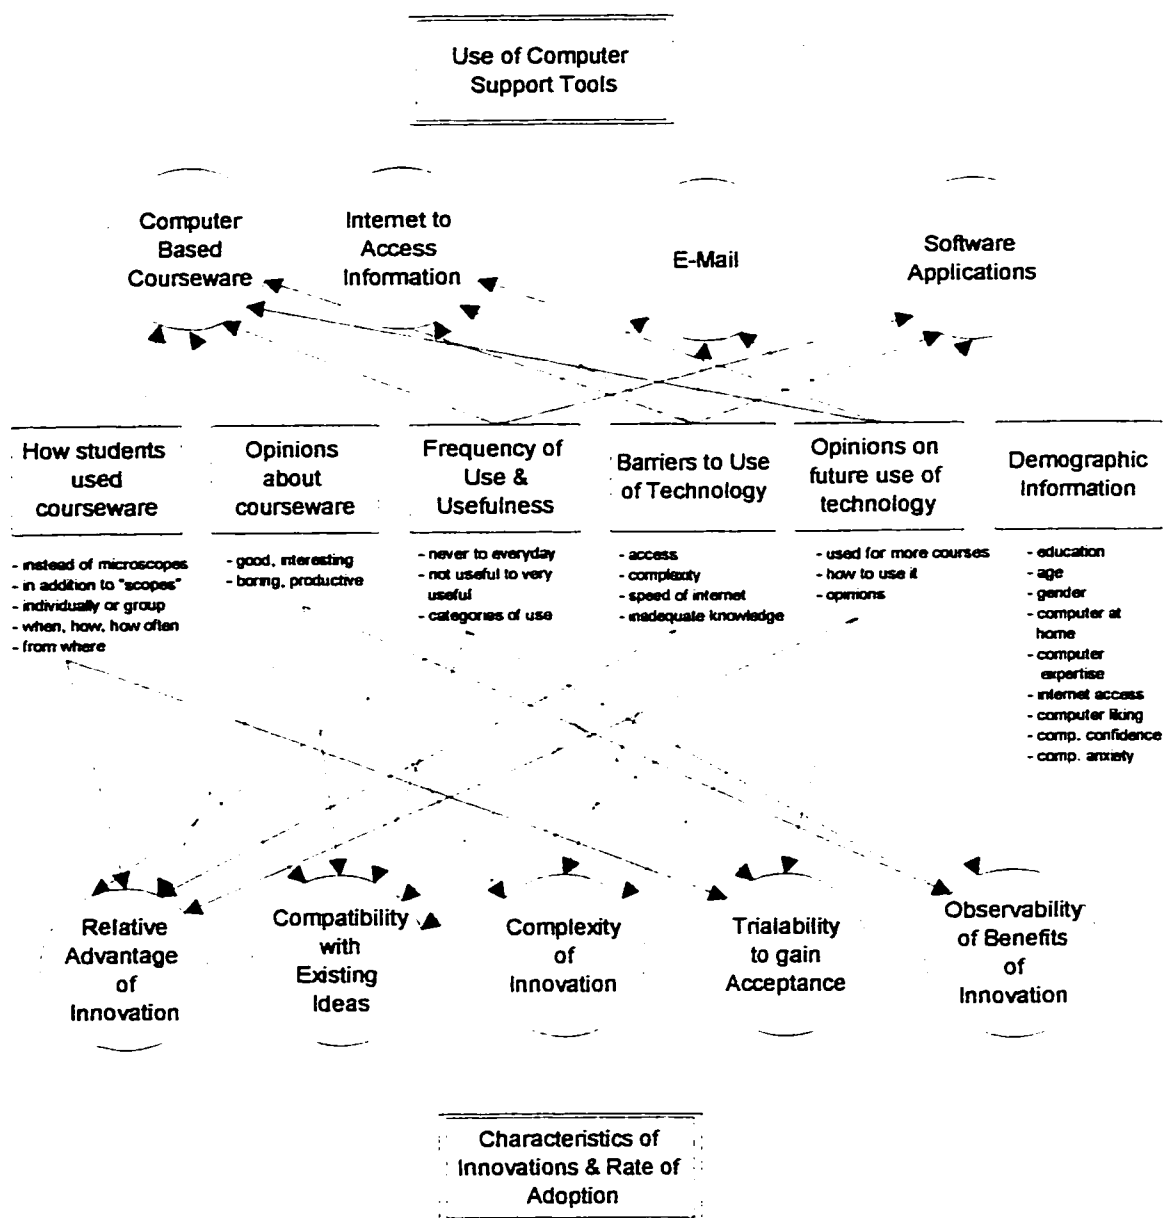 Use of Computer
Support Tools
Computer
Based
Courseware
Internet to
Access
Information
E-Mail
Software
Applications
How students
used
courseware
- instead of microscopes
- in addition to "scopes"
- individually or group
- when, how, how often
- from where
Opinions
about
courseware
- good, interesting
- boring, productive
Frequency of
Use &
Usefulness
- never to everyday
- not useful to very
useful
- categories of use
Barriers to Use
of Technology
- access
- complexity
- speed of internet
- inadequate knowledge
Opinions on
future use of
technology
- used for more courses
- how to use it
- opinions
Demographic
Information
- education
- age
- gender
- computer at
home
- computer
expertise
- internet access
- computer liking
- comp. confidence
- comp. anxiety
Relative
Advantage
of
Innovation
Compatibility
with
Existing
Ideas
Complexity
of
Innovation
Trialability
to gain
Acceptance
Observability
of Benefits
of
Innovation
Characteristics of
Innovations & Rate of
Adoption